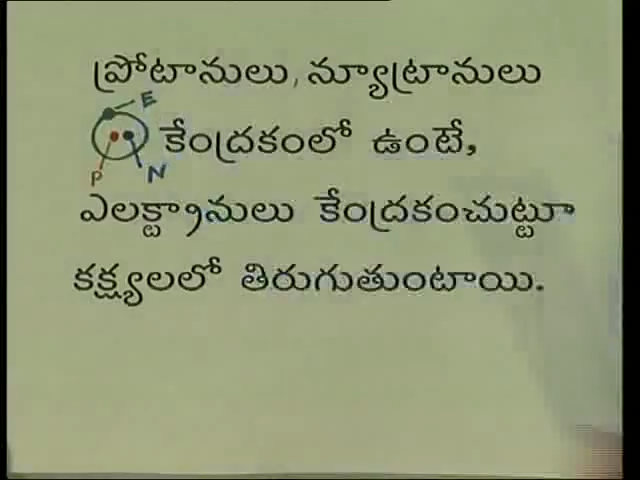 ప్రోటానులు, న్యూట్రానులు
E
కేంద్రకంలో ఉంటే,
P N
ఎలక్ట్రానులు కేంద్రకంచుట్టూ
కక్ష్యలలో తిరుగుతుంటాయి.